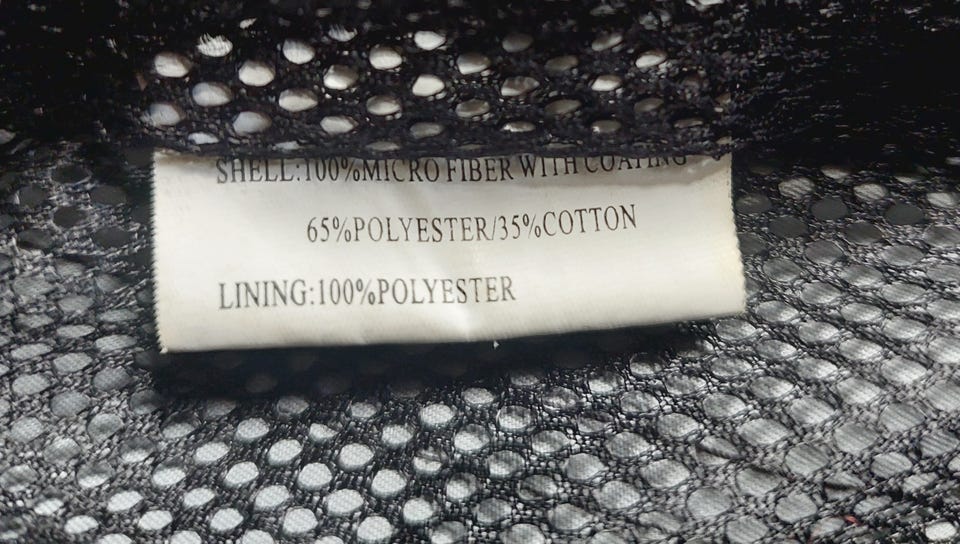 SHELL:100%MICRO FIBER WITH COATING
65%POLYESTER/35%COTTON
LINING:100%POLYESTER